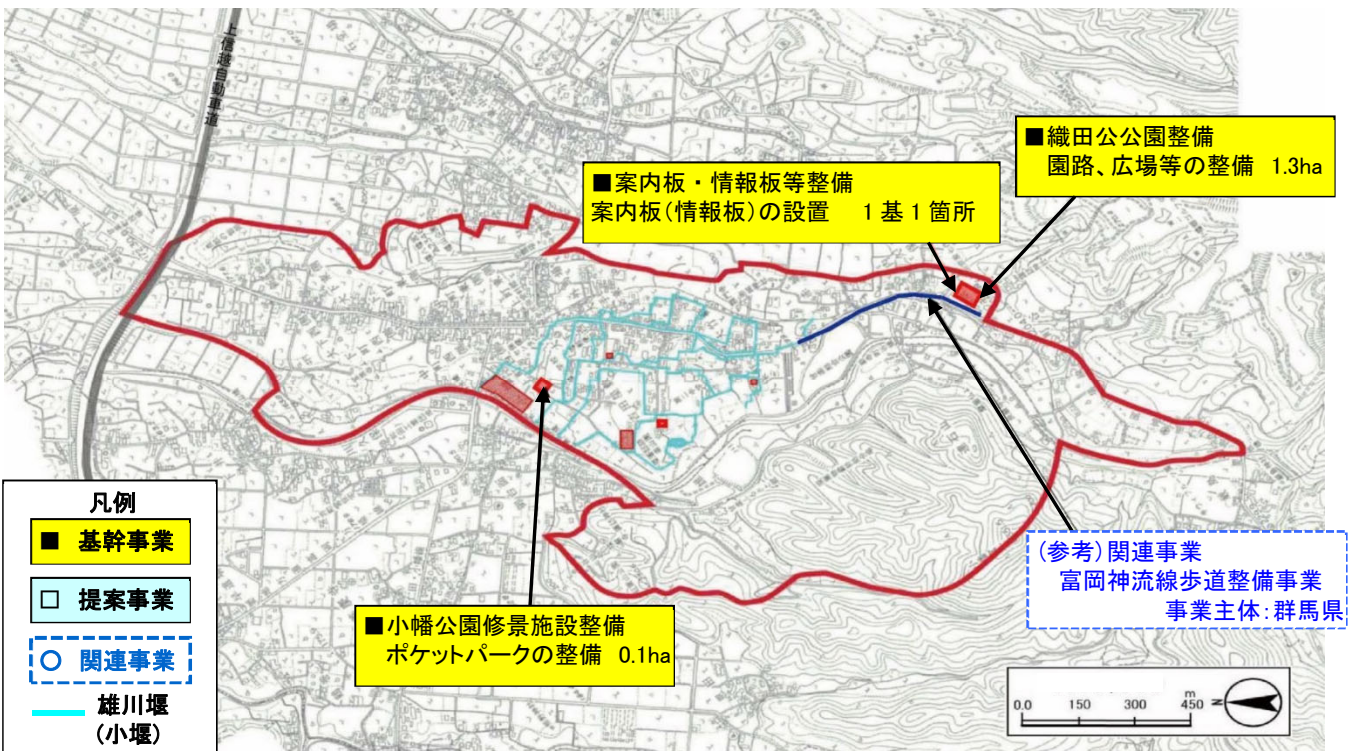 上信越自動車道
■織田公公園整備
園路、広場等の整備 1.3ha
■案内板・情報板等整備
案内板(情報板)の設置 1基1箇所
凡例
■ 基幹事業
□ 提案事業
○ 関連事業
雄川堰
(小堰)
■小幡公園修景施設整備
ポケットパークの整備 0.1ha
(参考)関連事業
富岡神流線歩道整備事業
事業主体:群馬県
m
0.0 150 300 450 N